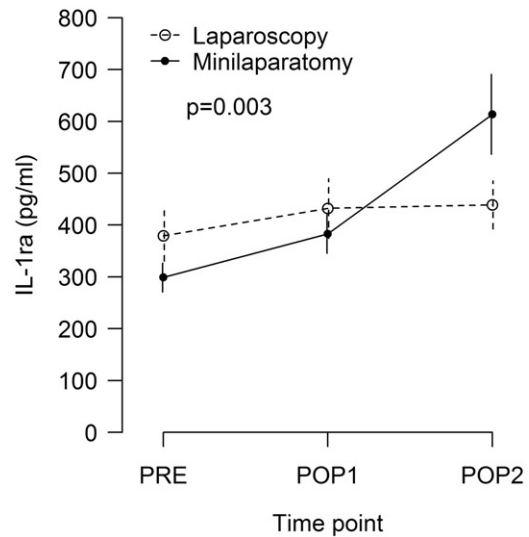 800
700
600
500
400
300
200
100
0
IL-1ra (pg/ml)
Laparoscopy
Minilaparatomy
p=0.003
PRE POP1 POP2
Time point